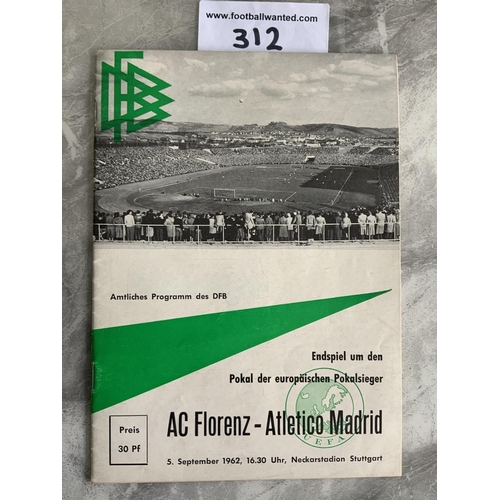 www.footballwanted.com
312
DFB
Amtliches Programm des DFB
Endspiel um den
Pokal der europäischen Pokalsieger
AC Florenz - Atletico Madrid
UEFA
Preis
30 Pf
5. September 1962, 16.30 Uhr, Neckarstadion Stuttgart